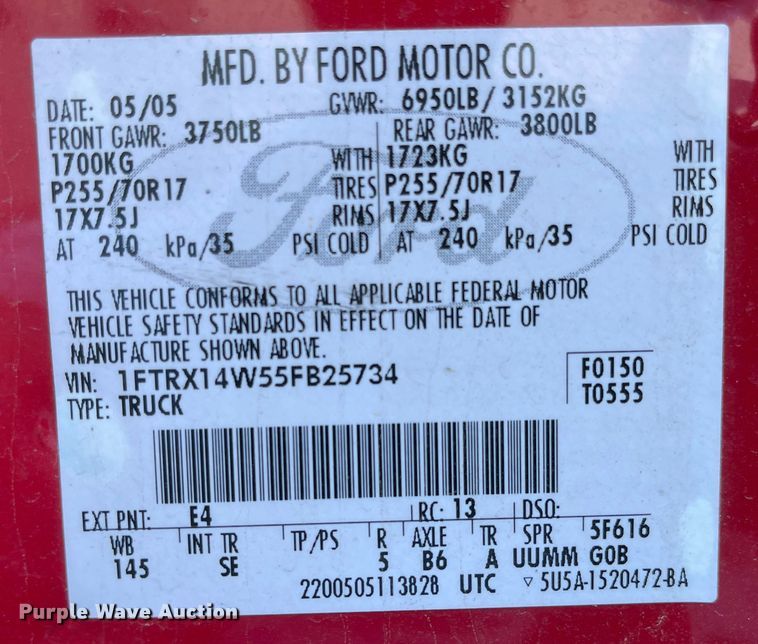 MFD. BY FORD MOTOR CO.
DATE: 05/05 GVWR: 6950LB/ 3152KG
FRONT GAWR: 3750LB REAR GAWR: 3800LB
1700KG WITH 1723KG WITH
P255/70R17 TIRES P255/70R17 TIRES
17X7.5J RIMS 17X7.5J RIMS
AT 240 kPa/35 PSI COLD AT 240 kPa/35 PSI COLD
Ford
THIS VEHICLE CONFORMS TO ALL APPLICABLE FEDERAL MOTOR
VEHICLE SAFETY STANDARDS IN EFFECT ON THE DATE OF
MANUFACTURE SHOWN ABOVE.
VIN: 1FTRX14W55FB25734 F0150
TYPE: TRUCK T0555
EXT PNT: E4 RC: 13 DSO:
WB INT TR TP/PS R AXLE TR SPR 5F616
145 SE 5 B6 A UUMM G0B
2200505113828 UTC ▽5U5A-1520472-BA
Purple Wave Auction